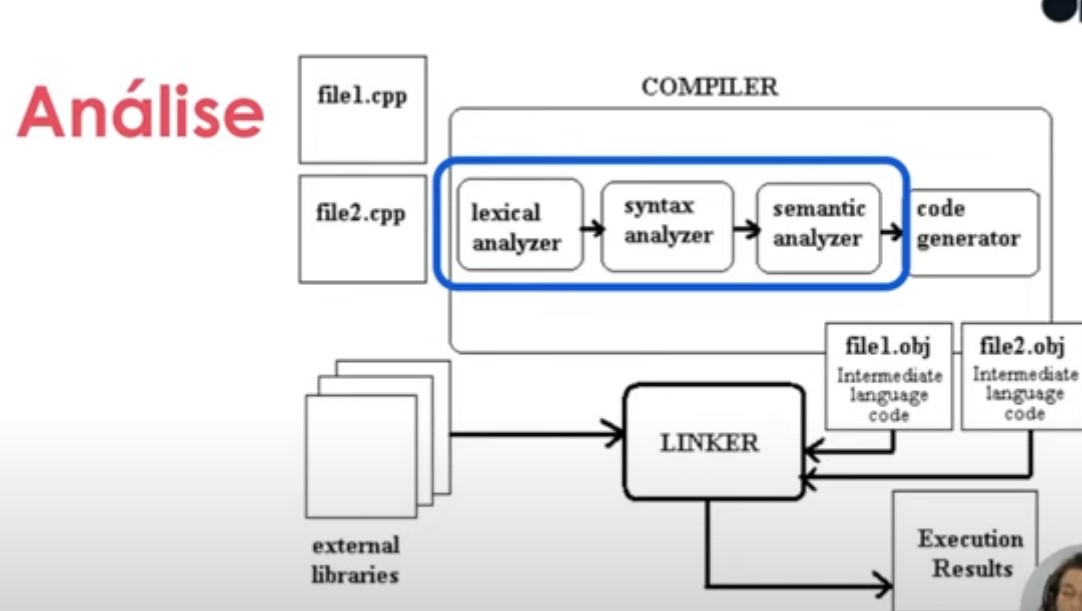 Análise
file1.cpp
file2.cpp
COMPILER
lexical
analyzer
syntax
analyzer
semantic
analyzer
code
generator
file1.obj
Intermediate
language
code
file2.obj
Intermediate
language
code
LINKER
external
libraries
Execution
Results